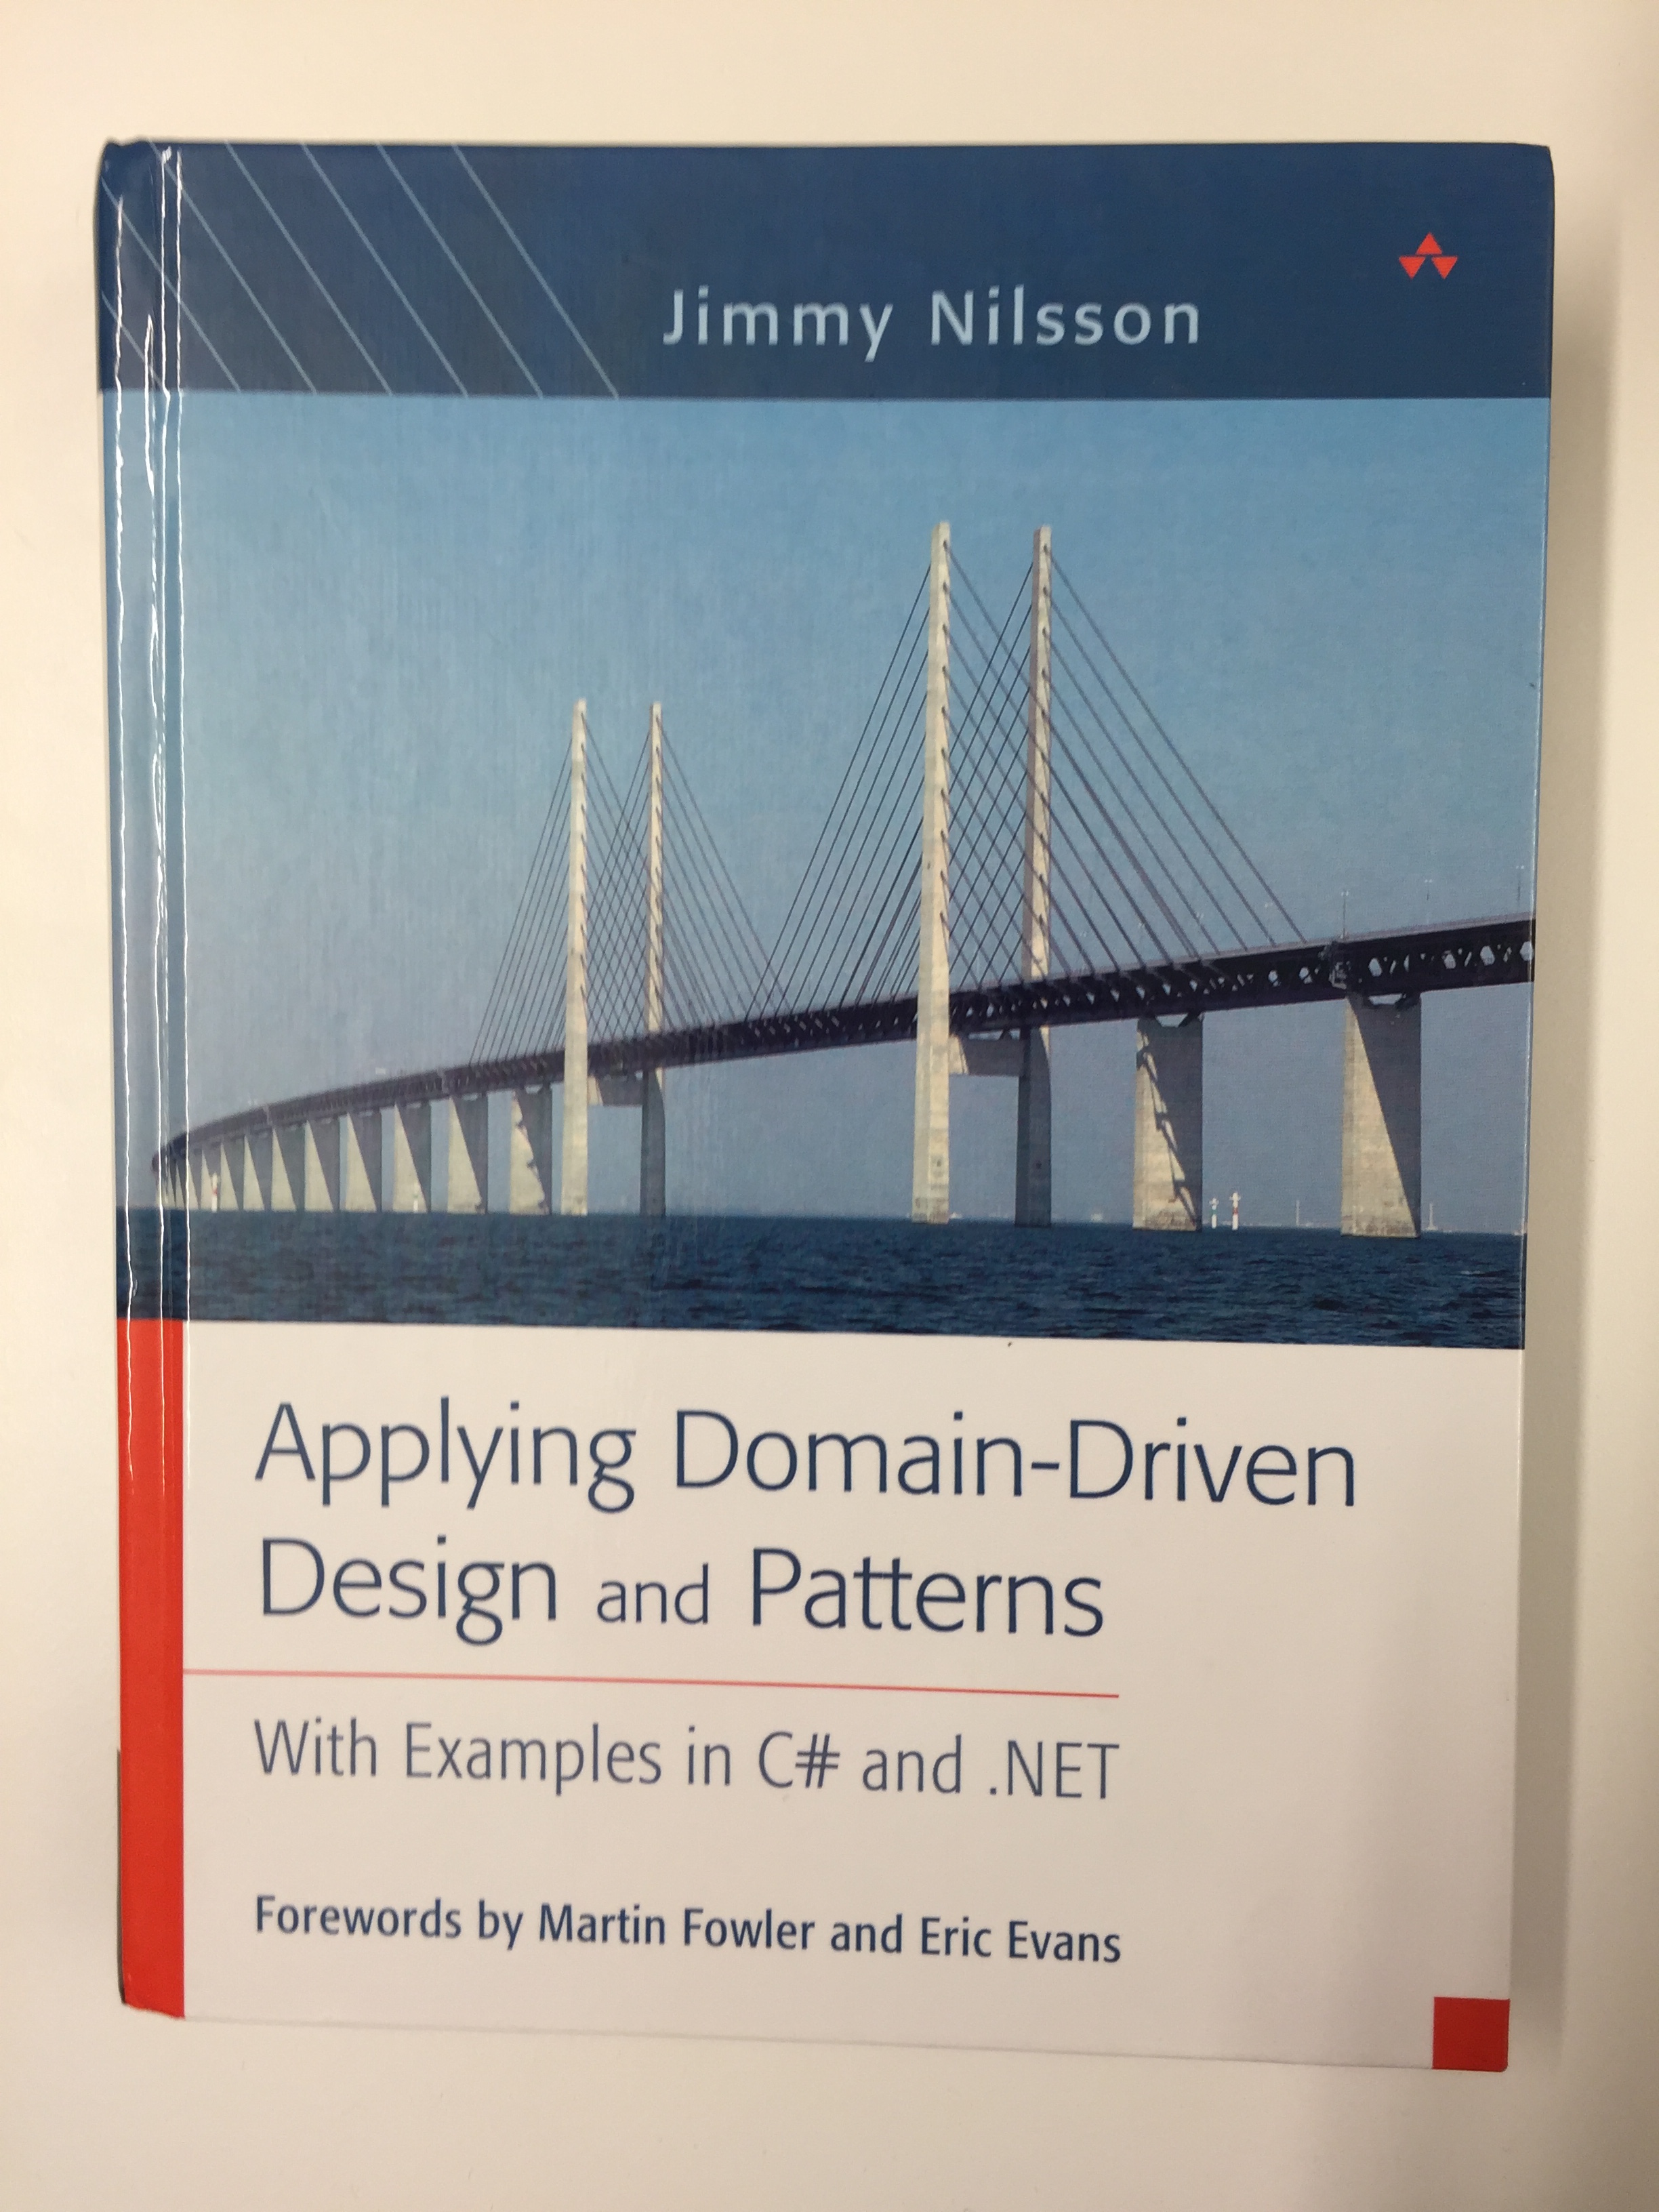 Jimmy Nilsson
Applying Domain-Driven
Design and Patterns
With Examples in C# and .NET
Forewords by Martin Fowler and Eric Evans